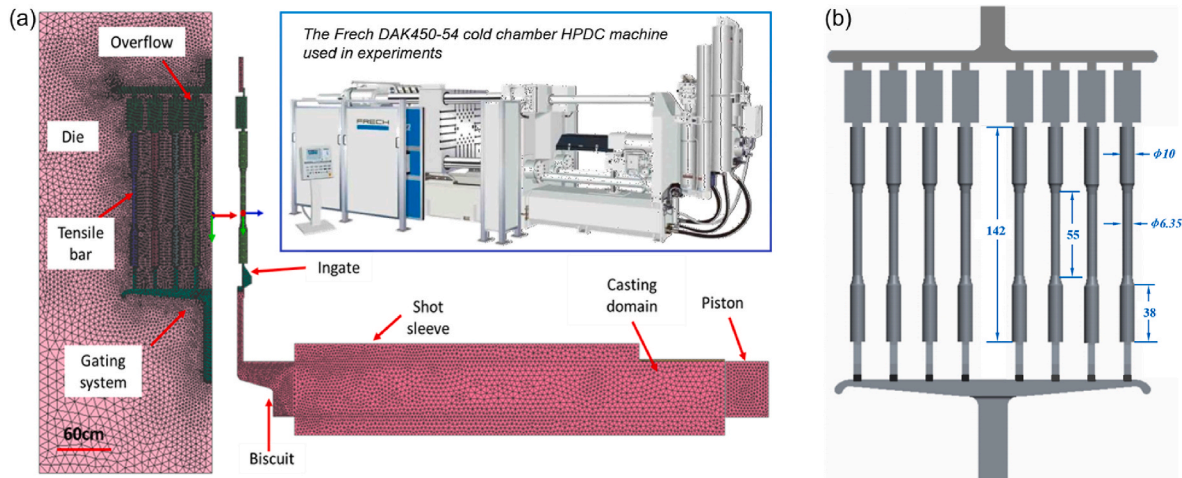 (a)
Overflow
Die
Tensile
bar
Gating
system
60cm
The Frech DAK450-54 cold chamber HPDC machine
used in experiments
FRECH
Ingate
Shot
sleeve
Casting
domain
Piston
Biscuit
(b)
ϕ10
142
55
ϕ6.35
38